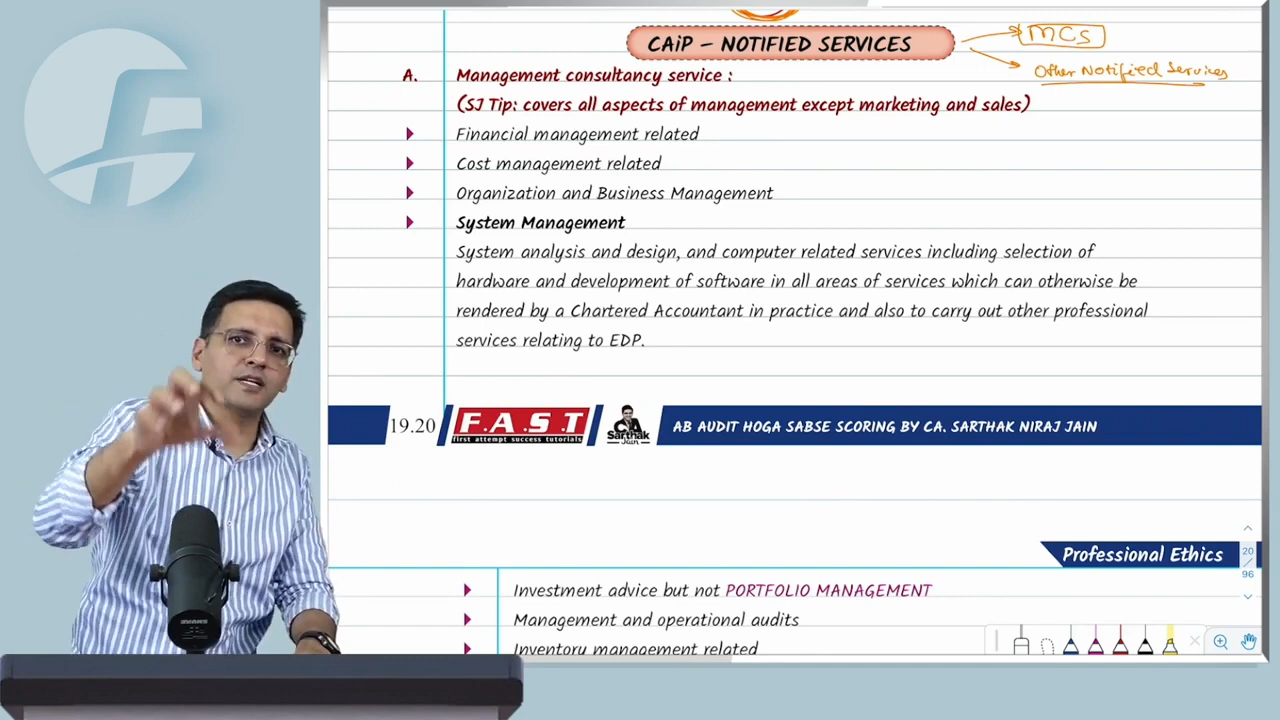 CAiP – NOTIFIED SERVICES
MCS
Other Notified Services
A. Management consultancy service :
(SJ Tip: covers all aspects of management except marketing and sales)
Financial management related
Cost management related
Organization and Business Management
System Management
System analysis and design, and computer related services including selection of
hardware and development of software in all areas of services which can otherwise be
rendered by a Chartered Accountant in practice and also to carry out other professional
services relating to EDP.
19.20
F.A.S.T
first attempt success tutorials
CA
Sarthak
Jain
AB AUDIT HOGA SABSE SCORING BY CA. SARTHAK NIRAJ JAIN
Professional Ethics
20
/
96
Investment advice but not PORTFOLIO MANAGEMENT
Management and operational audits
Inventory management related